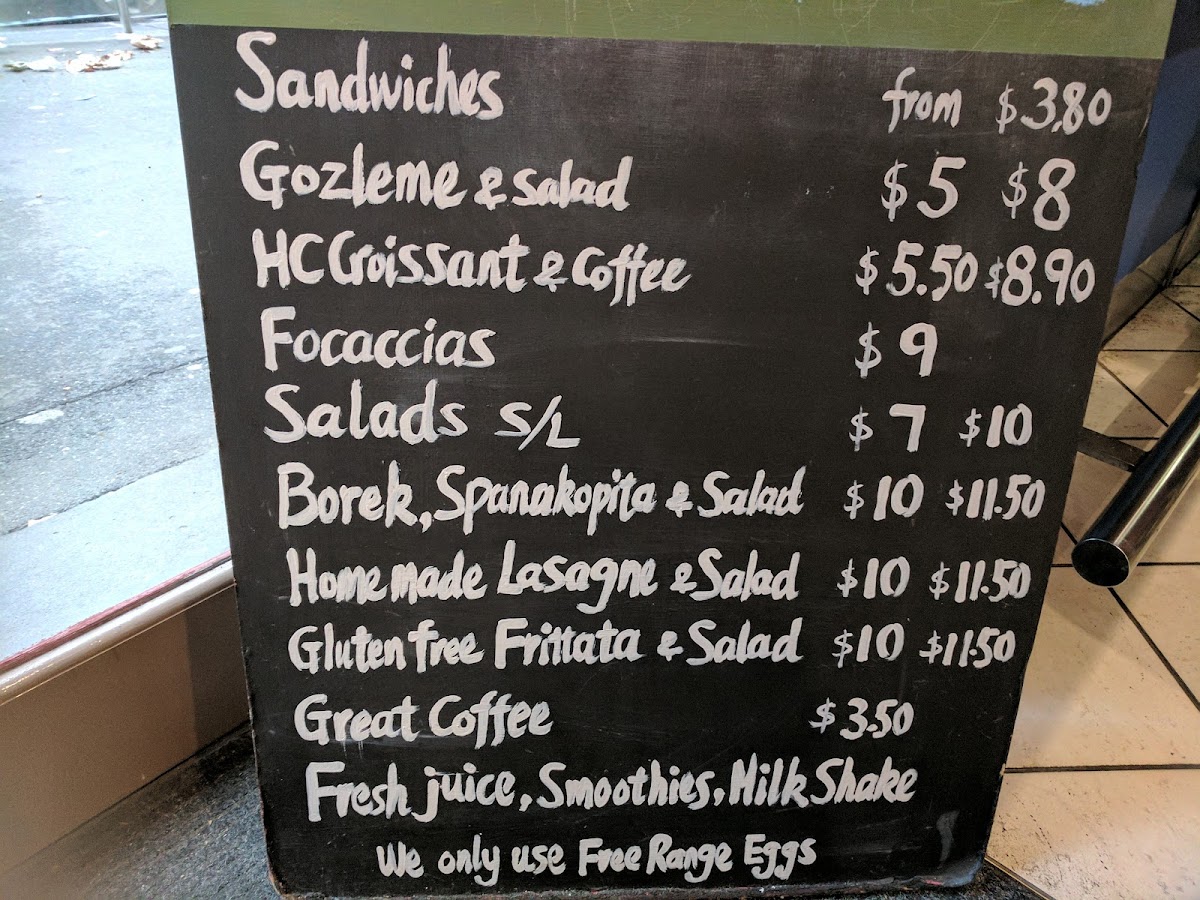 Sandwiches from $3.80
Gozleme & salad $5 $8
HC Croissant & Coffee $5.50 $8.90
Focaccias $9
Salads S/L $7 $10
Borek, Spanakopita & Salad $10 $11.50
Home made Lasagne & Salad $10 $11.50
Gluten free Frittata & Salad $10 $11.50
Great Coffee $3.50
Fresh juice, Smoothies, Milk Shake
We only use Free Range Eggs